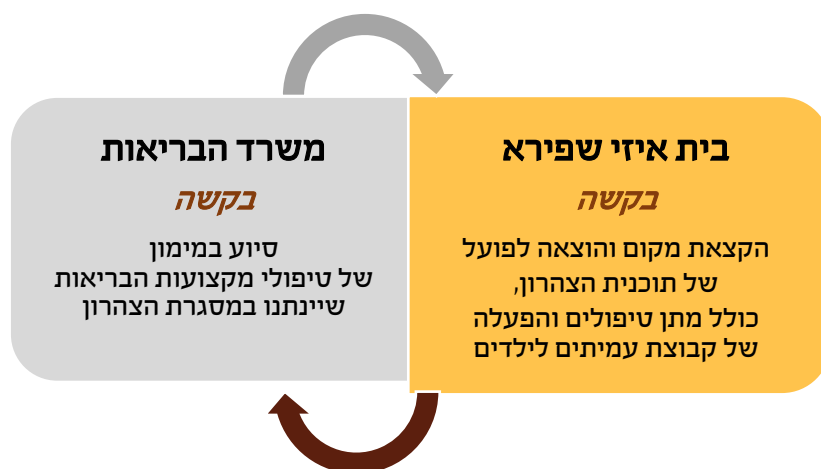 בית איזי שפירא
בקשה
הקצאת מקום והוצאה לפועל
של תוכנית הצהרון,
כולל מתן טיפולים והפעלה
של קבוצת עמיתים לילדים
משרד הבריאות
בקשה
סיוע במימון
של טיפולי מקצועות הבריאות
שיינתנו במסגרת הצהרון